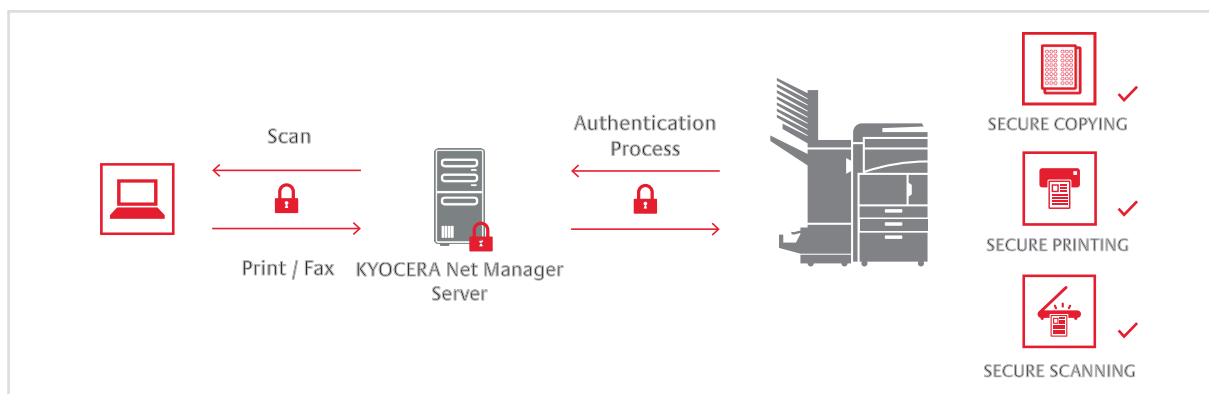 Scan
Print / Fax
KYOCERA Net Manager
Server
Authentication
Process
SECURE COPYING
SECURE PRINTING
SECURE SCANNING